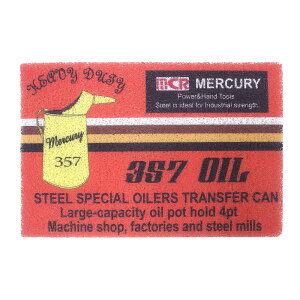 HEAVY DUTY
MCR MERCURY
Power&Hand Tools
Steel is ideal for Industrial strength.
Mercury
357
357 OIL
STEEL SPECIAL OILERS TRANSFER CAN
Large-capacity oil pot hold 4pt
Machine shop, factories and steel mills